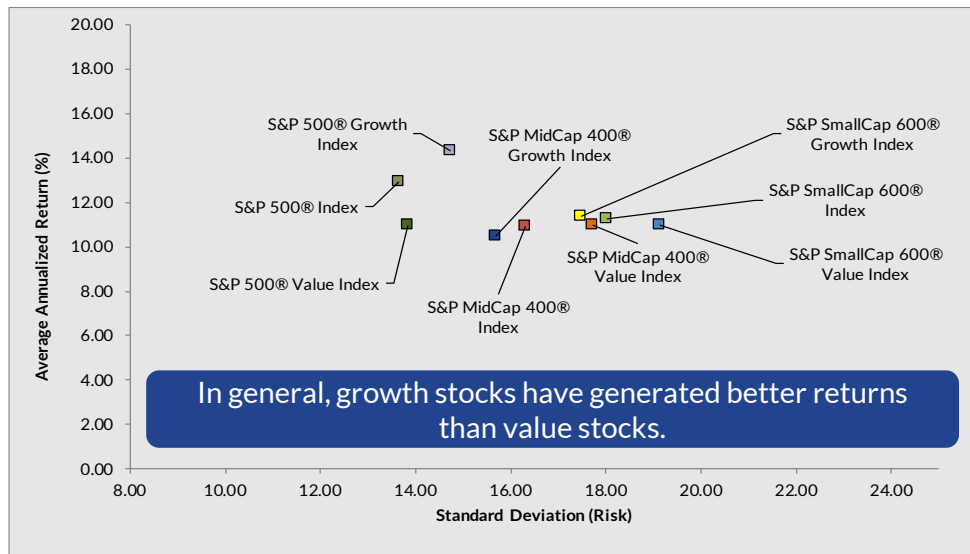 20.00
18.00
16.00
14.00
12.00
10.00
8.00
6.00
4.00
2.00
0.00
Average Annualized Return (%)
S&P 500® Growth
Index
S&P MidCap 400®
Growth Index
S&P SmallCap 600®
Growth Index
S&P 500® Index
S&P SmallCap 600®
Index
S&P 500® Value Index
S&P MidCap 400®
Index
S&P MidCap 400®
Value Index
S&P SmallCap 600®
Value Index
In general, growth stocks have generated better returns
than value stocks.
8.00 10.00 12.00 14.00 16.00 18.00 20.00 22.00 24.00
Standard Deviation (Risk)